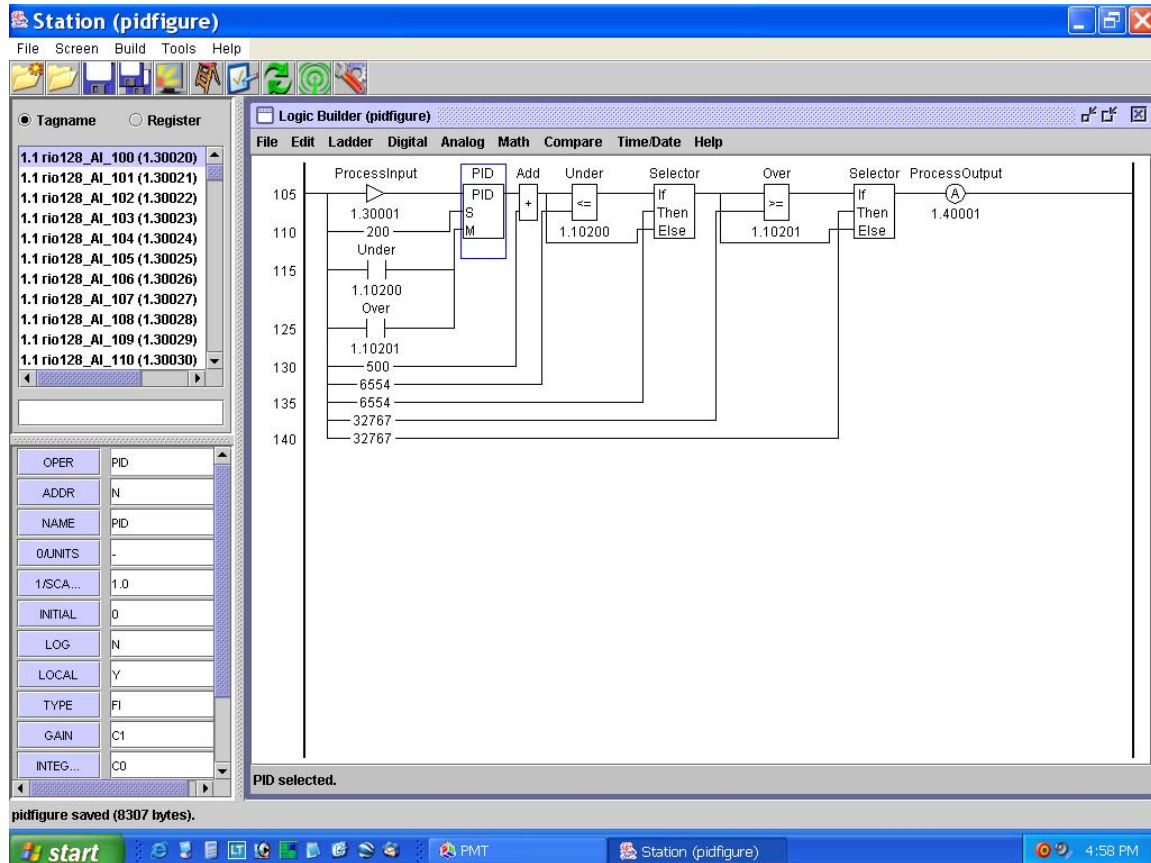 Station (pidfigure)
File Screen Build Tools Help
Tagname Register
1.1 rio128_AI_100 (1.30020)
1.1 rio128_AI_101 (1.30021)
1.1 rio128_AI_102 (1.30022)
1.1 rio128_AI_103 (1.30023)
1.1 rio128_AI_104 (1.30024)
1.1 rio128_AI_105 (1.30025)
1.1 rio128_AI_106 (1.30026)
1.1 rio128_AI_107 (1.30027)
1.1 rio128_AI_108 (1.30028)
1.1 rio128_AI_109 (1.30029)
1.1 rio128_AI_110 (1.30030)
OPER PID
ADDR N
NAME PID
0/UNITS -
1/SCA... 1.0
INITIAL 0
LOG N
LOCAL Y
TYPE FI
GAIN C1
INTEG... C0
Logic Builder (pidfigure)
File Edit Ladder Digital Analog Math Compare Time/Date Help
ProcessInput PID Add Under Selector Over Selector ProcessOutput
105 PID + <= If >= If A
1.30001 S Then Then 1.40001
110 200 M 1.10200 Else 1.10201 Else
Under
115
1.10200
Over
125
1.10201
130 500
6554
135 6554
32767
140 32767
PID selected.
pidfigure saved (8307 bytes).
start LT PMT Station (pidfigure) 4:58 PM